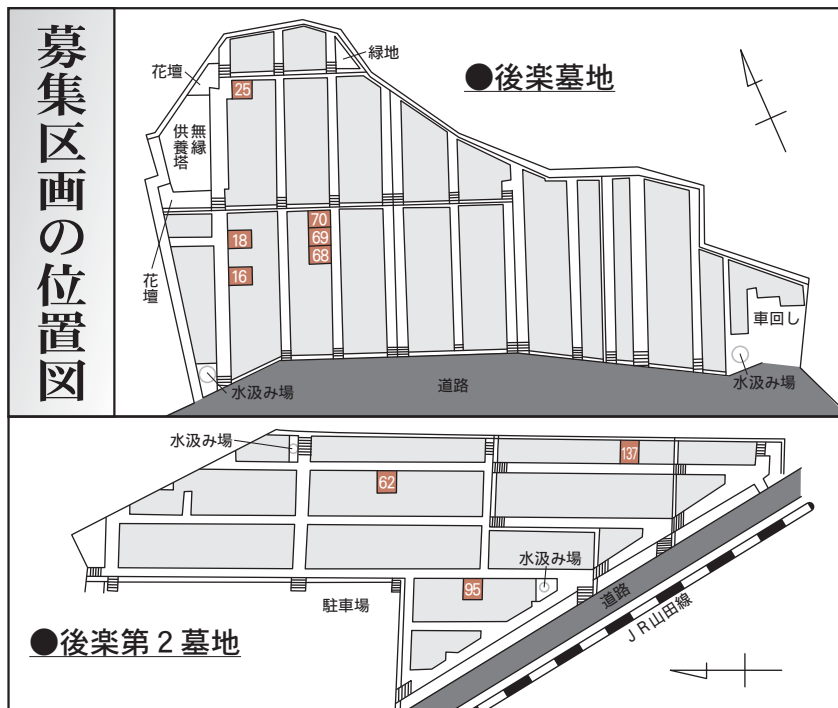 募集区画の位置図
●後楽墓地
花壇
緑地
25
無縁
供養塔
花壇
18
16
70
69
68
車回し
水汲み場
道路
水汲み場
水汲み場
137
62
水汲み場
95
駐車場
道路
JR山田線
●後楽第2墓地